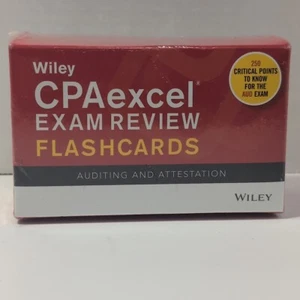 Wiley
CPAexcel®
EXAM REVIEW
FLASHCARDS
AUDITING AND ATTESTATION
250
CRITICAL POINTS
TO KNOW
FOR THE
AUD EXAM
WILEY